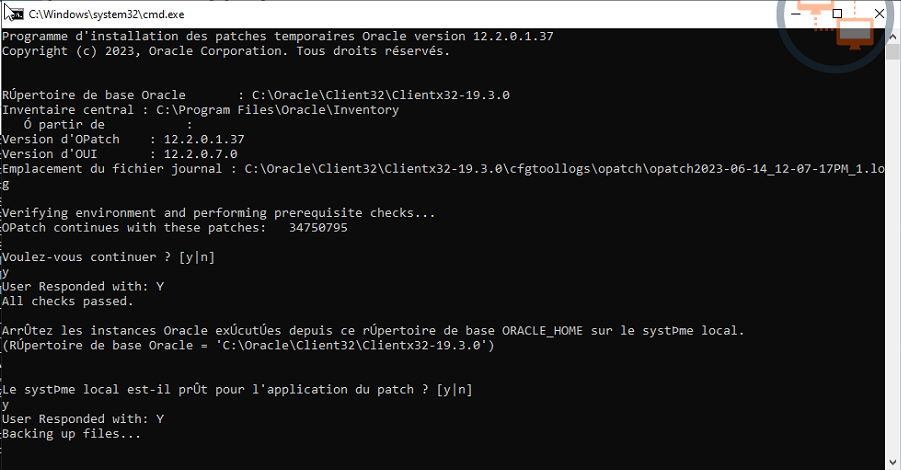 C:\Windows\system32\cmd.exe
Programme d'installation des patches temporaires Oracle version 12.2.0.1.37
Copyright (c) 2023, Oracle Corporation. Tous droits réservés.
RÚpertoire de base Oracle : C:\Oracle\Client32\Clientx32-19.3.0
Inventaire central : C:\Program Files\Oracle\Inventory
Ó partir de :
Version d'OPatch : 12.2.0.1.37
Version d'OUI : 12.2.0.7.0
Emplacement du fichier journal : C:\Oracle\Client32\Clientx32-19.3.0\cfgtoollogs\opatch\opatch2023-06-14_12-07-17PM_1.lo
g
Verifying environment and performing prerequisite checks...
OPatch continues with these patches: 34750795
Voulez-vous continuer ? [y|n]
y
User Responded with: Y
All checks passed.
ArrÛtez les instances Oracle exÚcutÚes depuis ce rÚpertoire de base ORACLE_HOME sur le systÞme local.
(RÚpertoire de base Oracle = 'C:\Oracle\Client32\Clientx32-19.3.0')
Le systÞme local est-il prÛt pour l'application du patch ? [y|n]
y
User Responded with: Y
Backing up files...